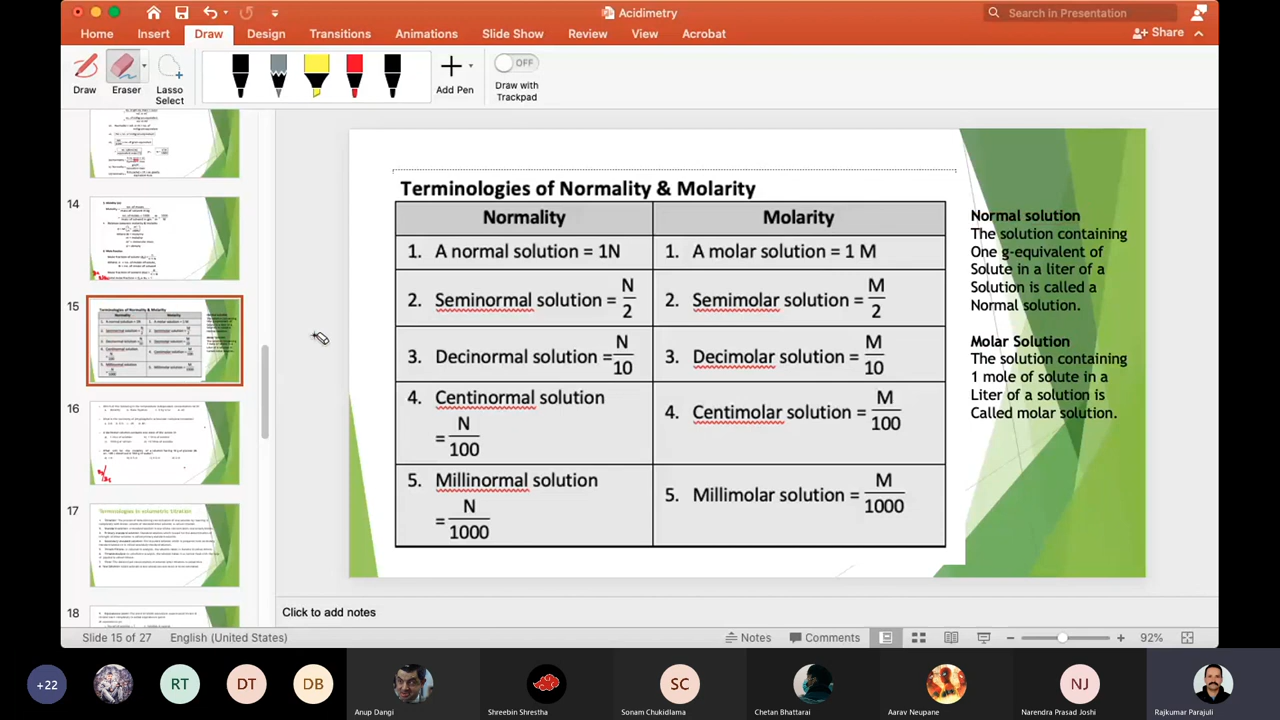 Acidimetry
Search in Presentation
Home Insert Draw Design Transitions Animations Slide Show Review View Acrobat
Share
OFF
Draw Eraser Lasso Select Add Pen Draw with Trackpad
14
15
16
17
Terminologies in volumetric titration
18
Terminologies of Normality & Molarity
Normality Molarity
1. A normal solution = 1N 1. A molar solution = 1 M
2. Seminormal solution = N/2 2. Semimolar solution = M/2
3. Decinormal solution = N/10 3. Decimolar solution = M/10
4. Centinormal solution = N/100 4. Centimolar solution = M/100
5. Millinormal solution = N/1000 5. Millimolar solution = M/1000
Normal solution
The solution containing
One g-equivalent of
Solute in a liter of a
Solution is called a
Normal solution.
Molar Solution
The solution containing
1 mole of solute in a
Liter of a solution is
Called molar solution.
Click to add notes
Slide 15 of 27 English (United States) Notes Comments 92%
+22 RT DT DB SC NJ
Anup Dangi Shreebin Shrestha Sonam Chukidlama Chetan Bhattarai Aarav Neupane Narendra Prasad Joshi Rajkumar Parajuli